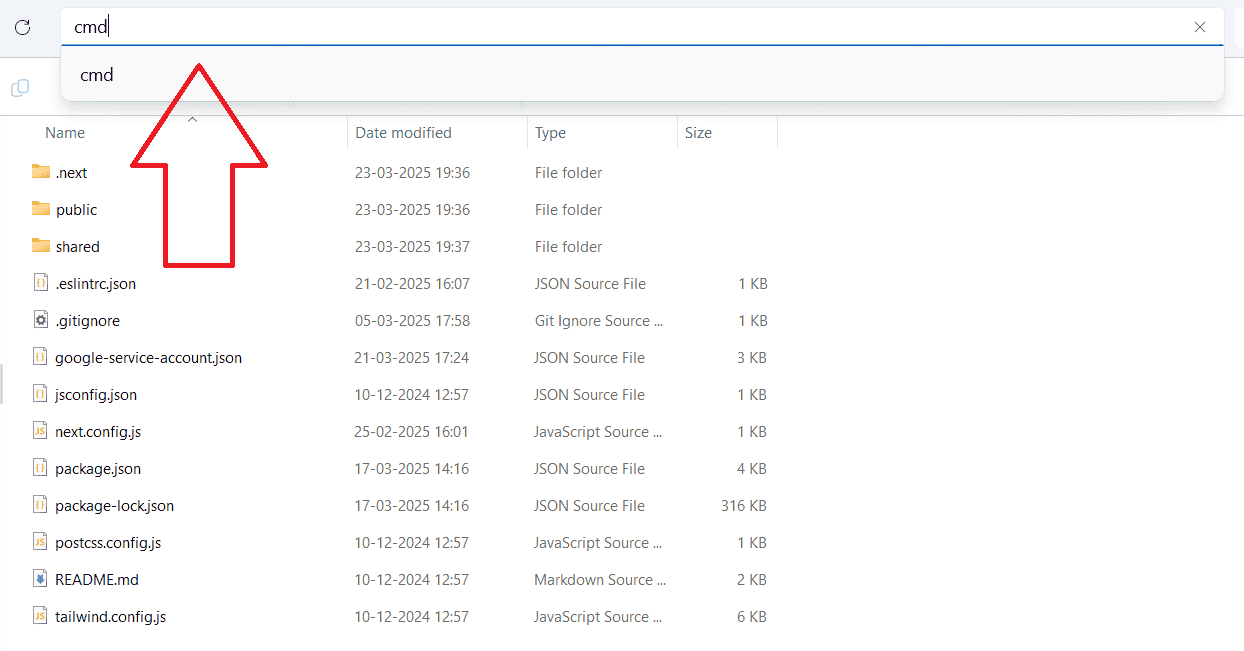 cmd
cmd
Name Date modified Type Size
.next 23-03-2025 19:36 File folder
public 23-03-2025 19:36 File folder
shared 23-03-2025 19:37 File folder
.eslintrc.json 21-02-2025 16:07 JSON Source File 1 KB
.gitignore 05-03-2025 17:58 Git Ignore Source ... 1 KB
google-service-account.json 21-03-2025 17:24 JSON Source File 3 KB
jsconfig.json 10-12-2024 12:57 JSON Source File 1 KB
next.config.js 25-02-2025 16:01 JavaScript Source ... 1 KB
package.json 17-03-2025 14:16 JSON Source File 4 KB
package-lock.json 17-03-2025 14:16 JSON Source File 316 KB
postcss.config.js 10-12-2024 12:57 JavaScript Source ... 1 KB
README.md 10-12-2024 12:57 Markdown Source ... 2 KB
tailwind.config.js 10-12-2024 12:57 JavaScript Source ... 6 KB